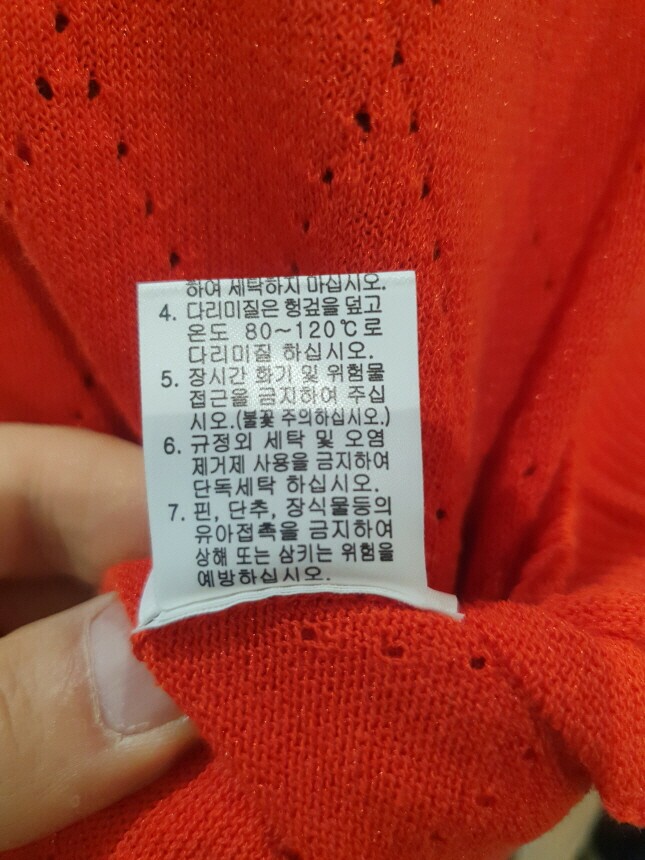 하여 세탁하지 마십시오.
4. 다리미질은 헝겊을 덮고
온도 80~120℃로
다리미질 하십시오.
5. 장시간 화기 및 위험물
접근을 금지하여 주십
시오.(불꽃 주의하십시오.)
6. 규정외 세탁 및 오염
제거제 사용을 금지하여
단독세탁 하십시오.
7. 핀, 단추, 장식물등의
유아접촉을 금지하여
상해 또는 삼키는 위험을
예방하십시오.